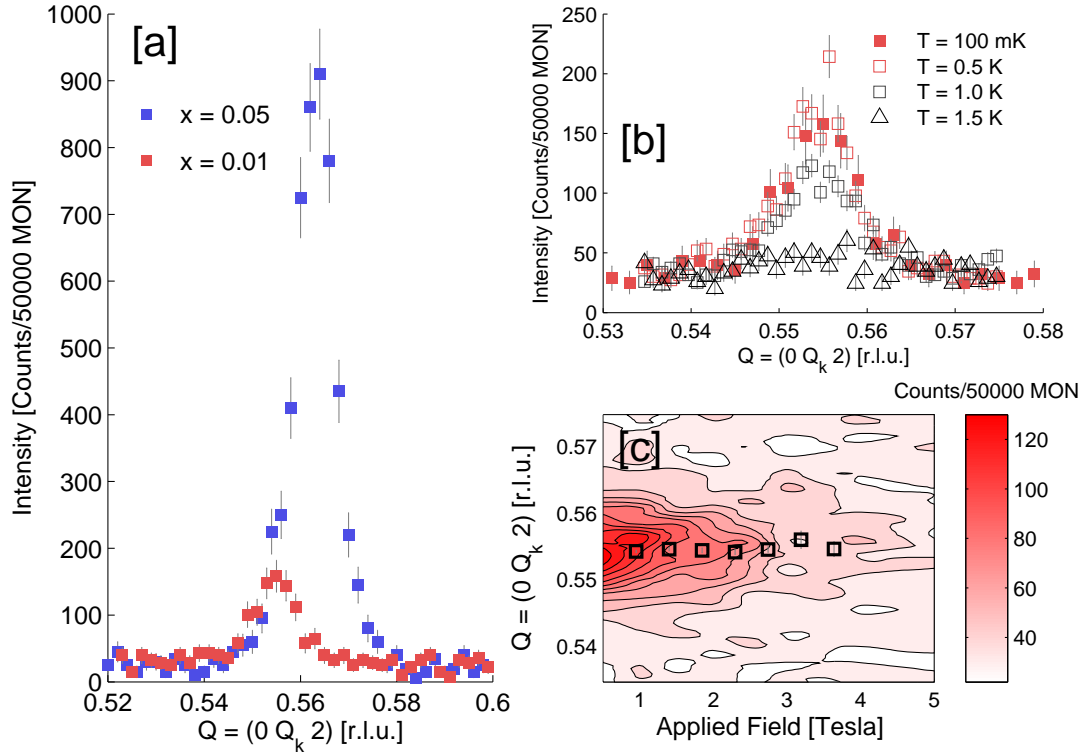 [a]
x = 0.05
x = 0.01
Intensity [Counts/50000 MON]
1000
900
800
700
600
500
400
300
200
100
0
0.52
0.54
0.56
0.58
0.6
Q = (0 Qk 2) [r.l.u.]
[b]
T = 100 mK
T = 0.5 K
T = 1.0 K
T = 1.5 K
Intensity [Counts/50000 MON]
250
200
150
100
50
0
0.53
0.54
0.55
0.56
0.57
0.58
Q = (0 Qk 2) [r.l.u.]
Counts/50000 MON
[c]
Q = (0 Qk 2) [r.l.u.]
0.57
0.56
0.55
0.54
1
2
3
4
5
Applied Field [Tesla]
120
100
80
60
40